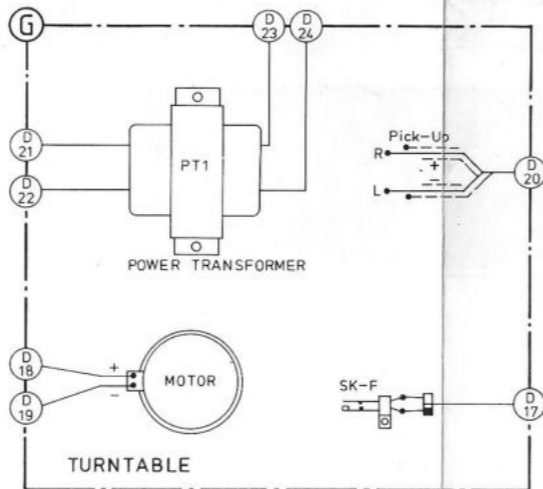 G
D 23
D 24
D 21
D 22
PT1
Pick-Up
R
+
-
L
D 20
POWER TRANSFORMER
D 18
D 19
+
-
MOTOR
SK-F
D 17
TURNTABLE